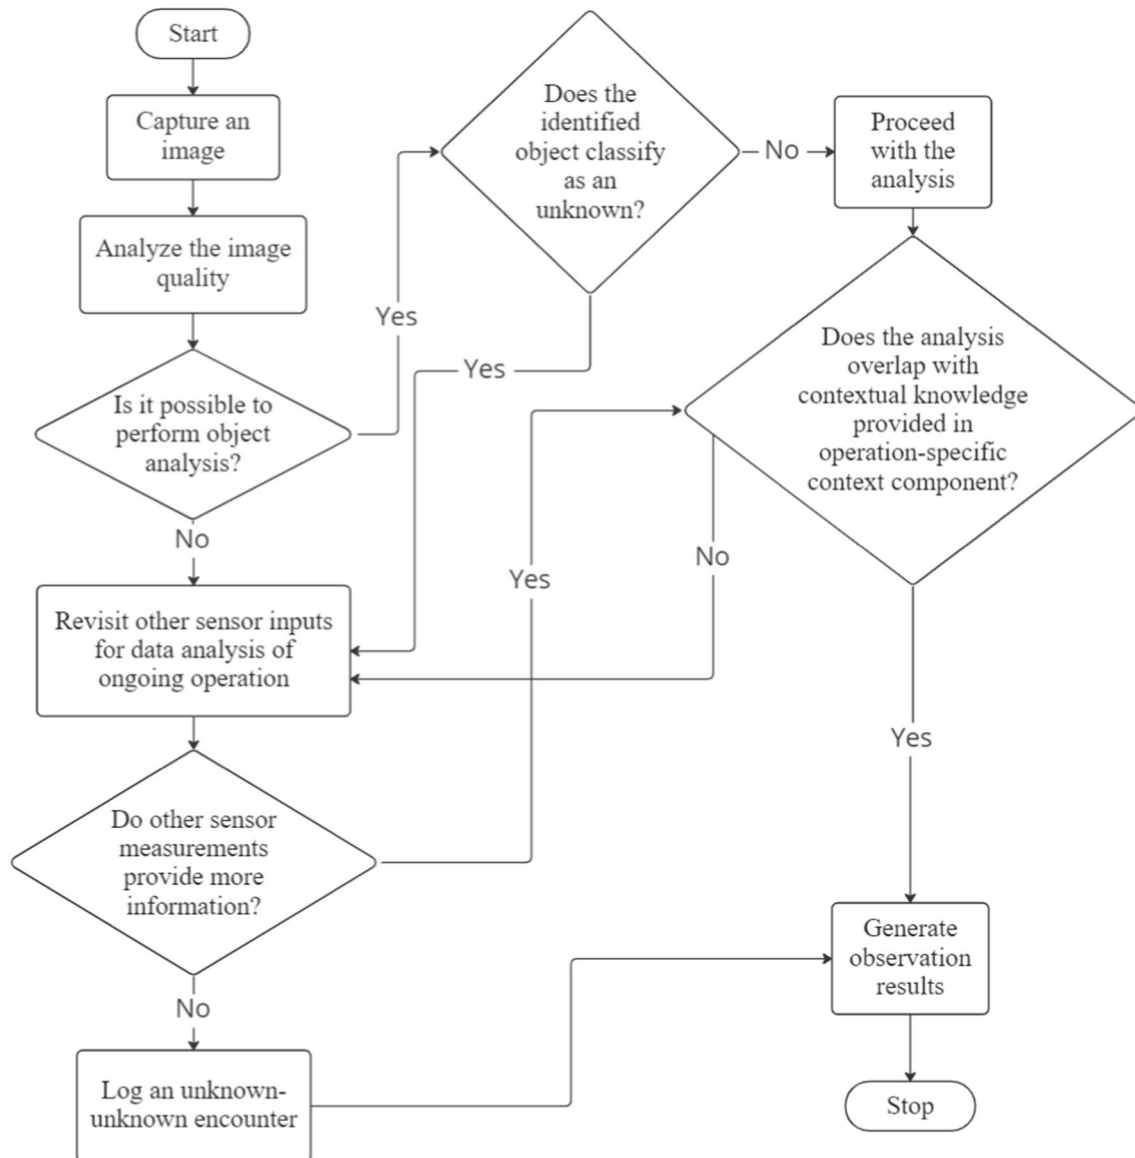 Start
Capture an
image
Analyze the image
quality
Is it possible to
perform object
analysis?
Yes
No
Does the
identified
object classify
as an
unknown?
No
Yes
Proceed
with the
analysis
Does the analysis
overlap with
contextual knowledge
provided in
operation-specific
context component?
No
Yes
Revisit other sensor inputs
for data analysis of
ongoing operation
Do other sensor
measurements
provide more
information?
Yes
No
Log an unknown-
unknown encounter
Generate
observation
results
Stop